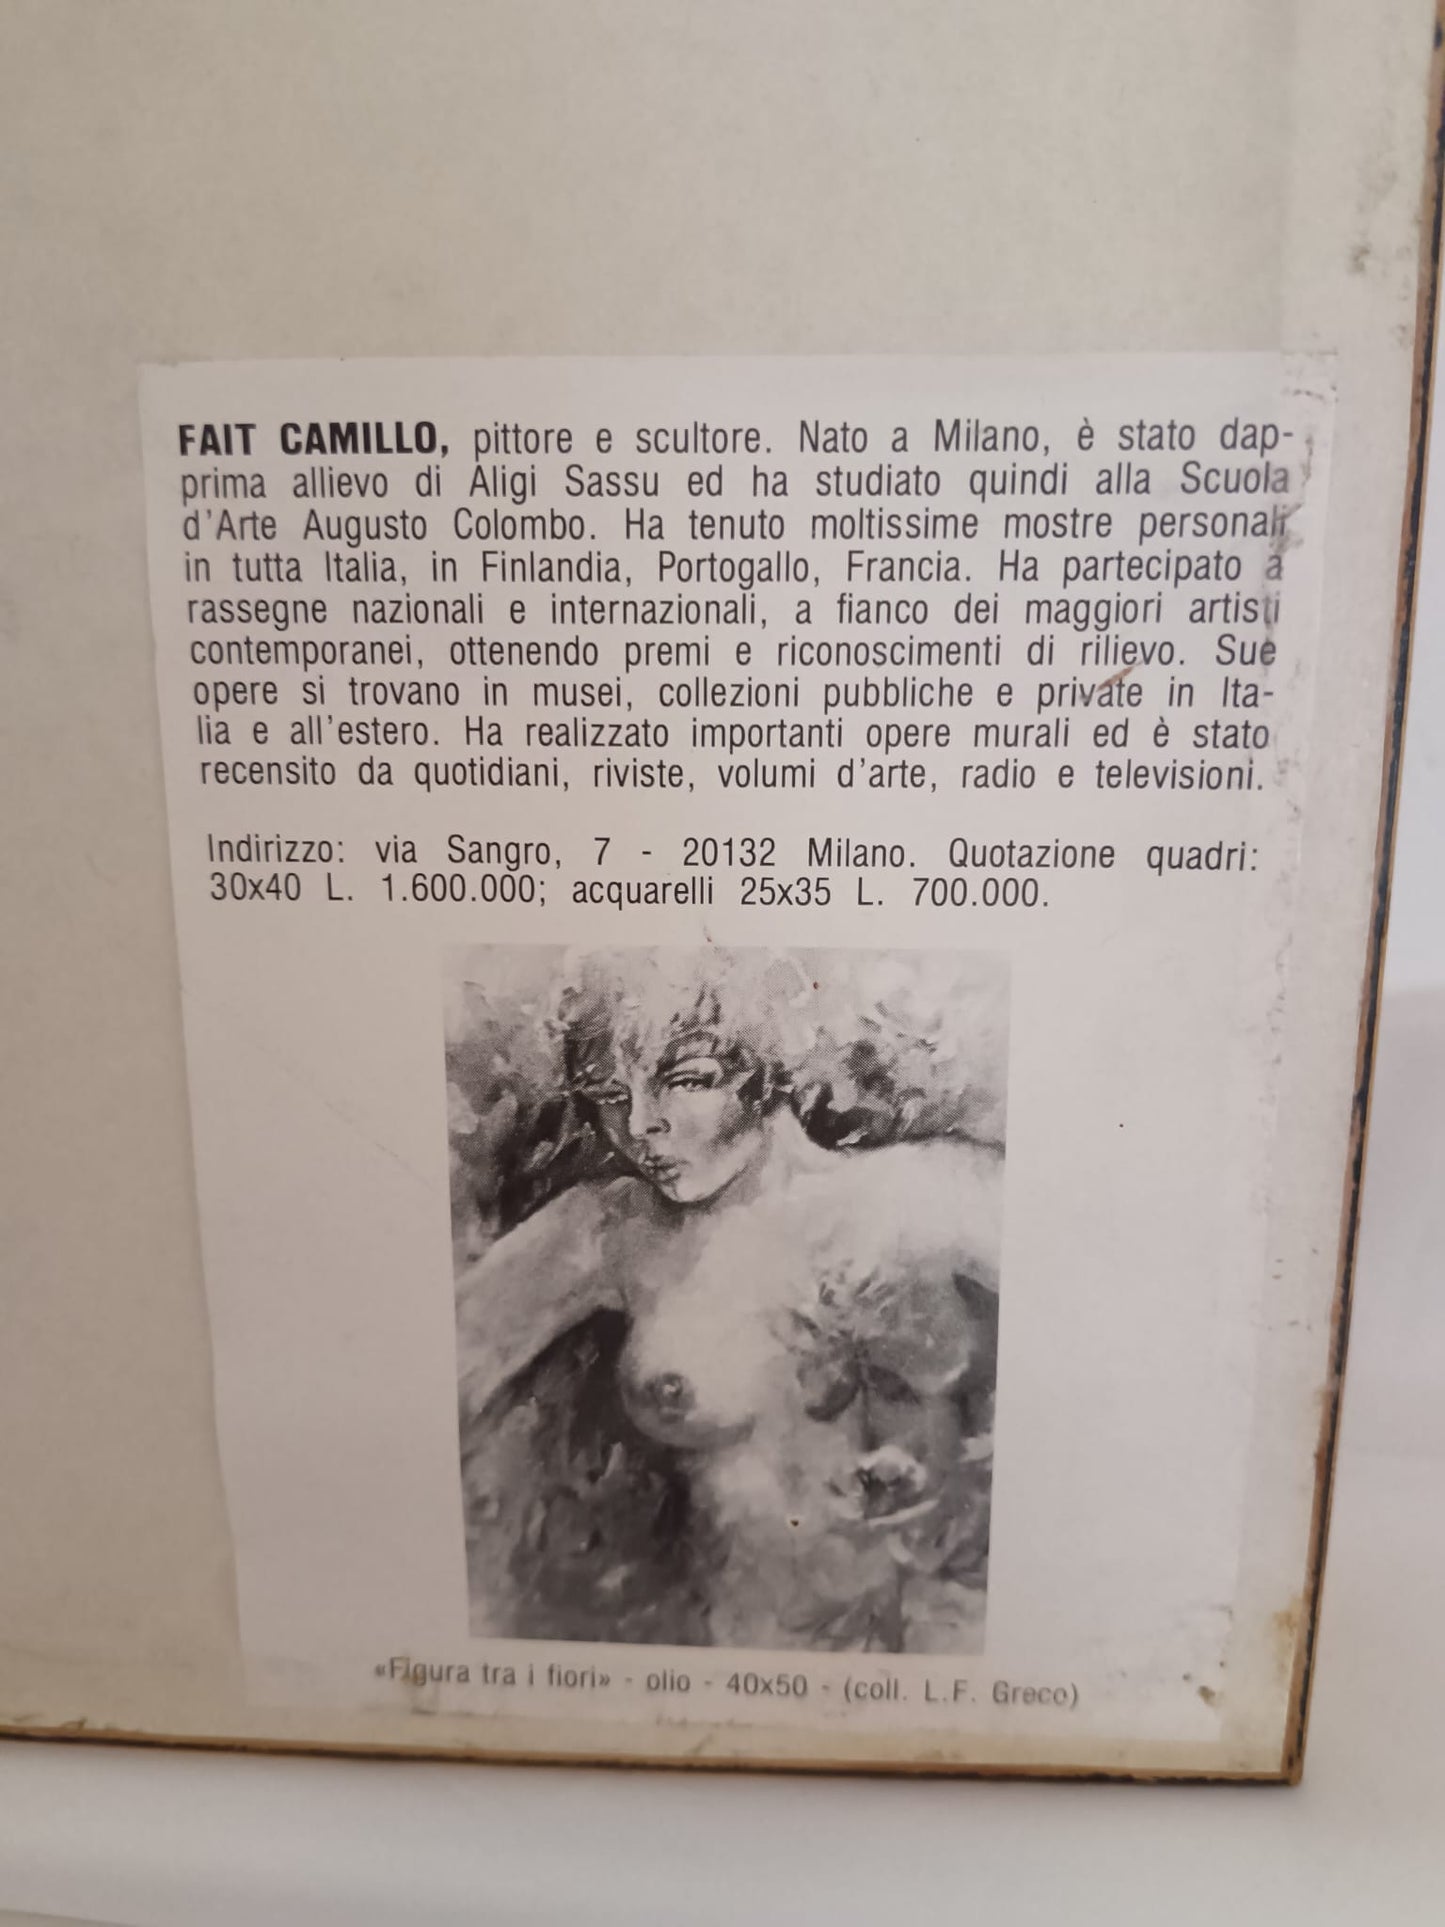 FAIT CAMILLO, pittore e scultore. Nato a Milano, è stato dap-
prima allievo di Aligi Sassu ed ha studiato quindi alla Scuola
d'Arte Augusto Colombo. Ha tenuto moltissime mostre personali
in tutta Italia, in Finlandia, Portogallo, Francia. Ha partecipato a
rassegne nazionali e internazionali, a fianco dei maggiori artisti
contemporanei, ottenendo premi e riconoscimenti di rilievo. Sue
opere si trovano in musei, collezioni pubbliche e private in Ita-
lia e all'estero. Ha realizzato importanti opere murali ed è stato
recensito da quotidiani, riviste, volumi d'arte, radio e televisioni.
Indirizzo: via Sangro, 7 - 20132 Milano. Quotazione quadri:
30x40 L. 1.600.000; acquarelli 25x35 L. 700.000.
«Figura tra i fiori» - olio - 40x50 - (coll. L.F. Greco)